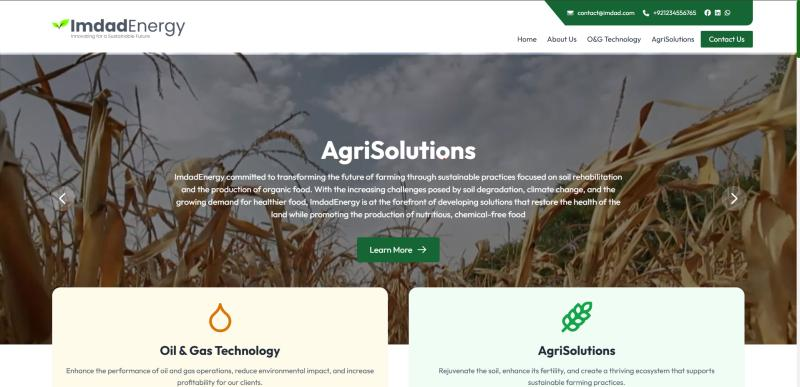 contact@imdad.com +921234556765
ImdadEnergy
Innovating for a Sustainable Future
Home About Us O&G Technology AgriSolutions Contact Us
AgriSolutions
ImdadEnergy committed to transforming the future of farming through sustainable practices focused on soil rehabilitation
and the production of organic food. With the increasing challenges posed by soil degradation, climate change, and the
growing demand for healthier food, ImdadEnergy is at the forefront of developing solutions that restore the health of the
land while promoting the production of nutritious, chemical-free food
Learn More
Oil & Gas Technology
Enhance the performance of oil and gas operations, reduce environmental impact, and increase
profitability for our clients.
AgriSolutions
Rejuvenate the soil, enhance its fertility, and create a thriving ecosystem that supports
sustainable farming practices.